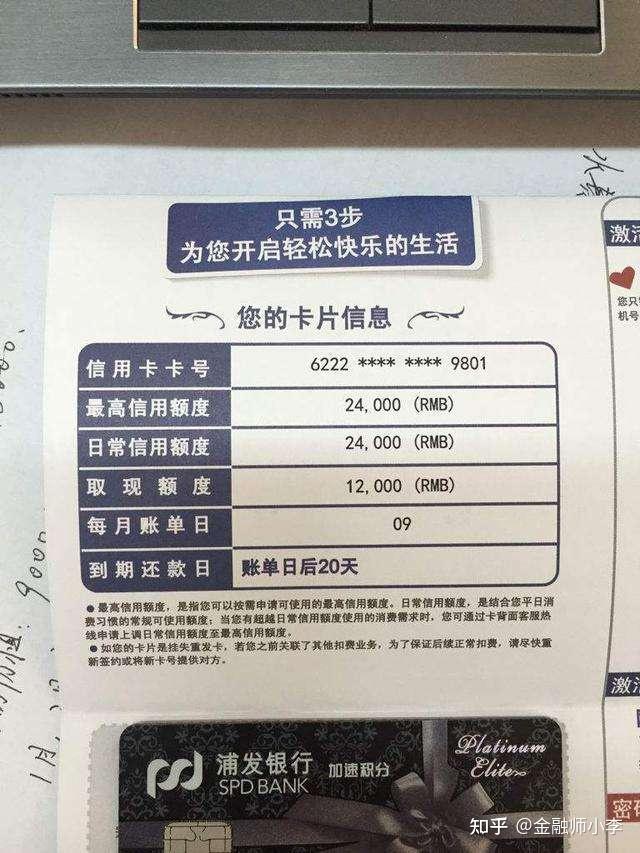 只需3步
为您开启轻松快乐的生活
您的卡片信息
信用卡卡号 6222 **** **** 9801
最高信用额度 24,000 (RMB)
日常信用额度 24,000 (RMB)
取现额度 12,000 (RMB)
每月账单日 09
到期还款日 账单日后20天
●最高信用额度，是指您可以按需申请可使用的最高信用额度。日常信用额度，是结合您平日消
费习惯的常规可使用额度；当您有超越日常信用额度使用的消费需求时，您可通过卡背面客服热
线申请上调日常信用额度至最高信用额度。
●如您的卡片是挂失重发卡，若您之前关联了其他扣费业务，为了保证后续正常扣费，请尽快重
新签约或将新卡号提供对方。
激活
您只
机号
激活
密码
浦发银行
SPD BANK
加速积分
Platinum
Elite
知乎 @金融师小李